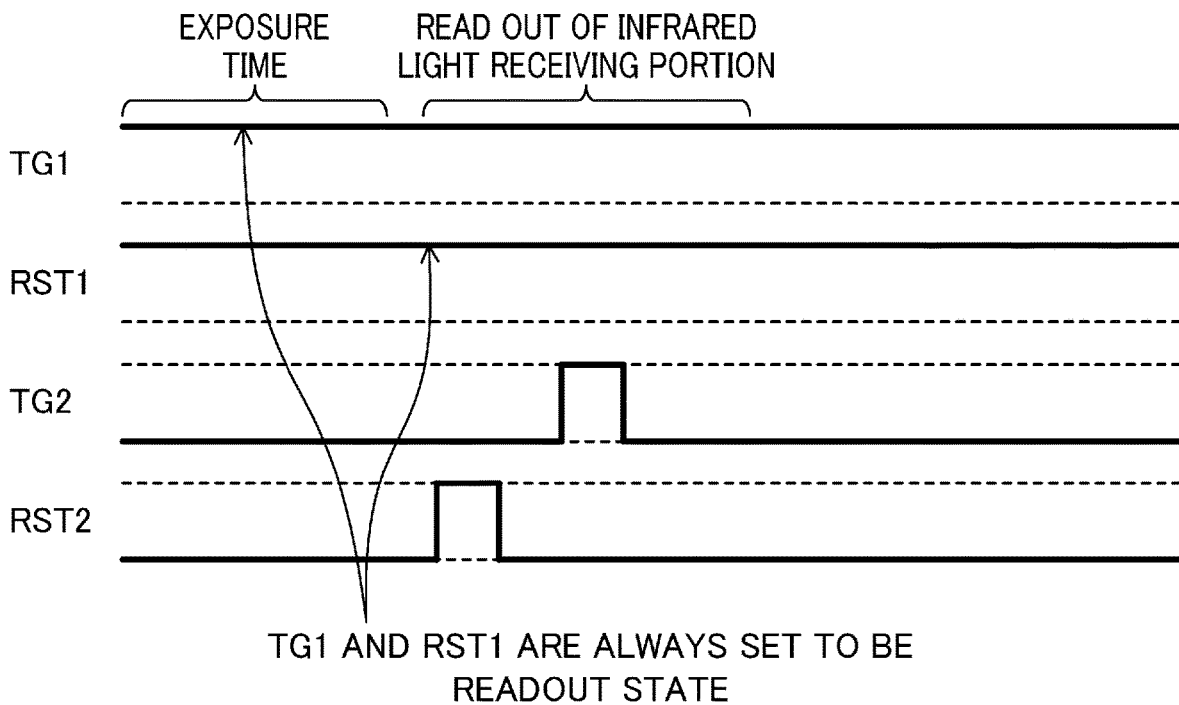 EXPOSURE
TIME
READ OUT OF INFRARED
LIGHT RECEIVING PORTION
TG1
RST1
TG2
RST2
TG1 AND RST1 ARE ALWAYS SET TO BE
READOUT STATE